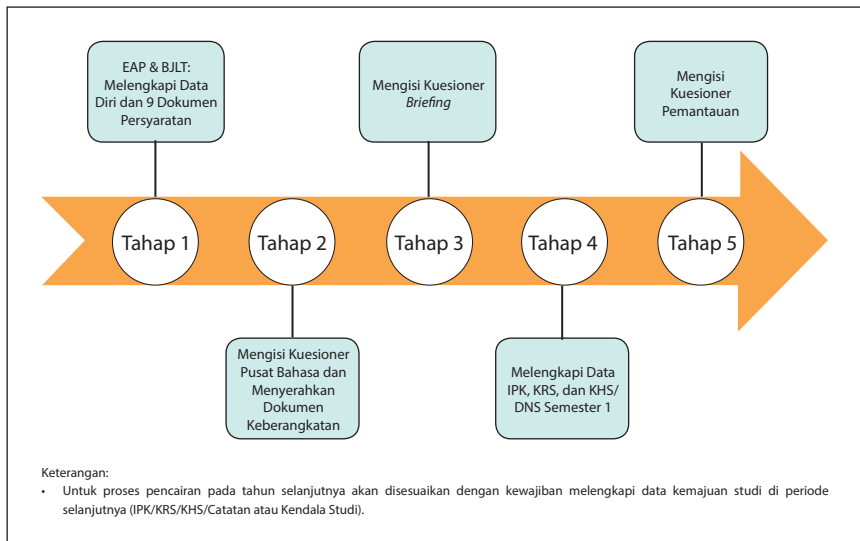 EAP & BJLT:
Melengkapi Data
Diri dan 9 Dokumen
Persyaratan
Mengisi Kuesioner
Briefing
Mengisi
Kuesioner
Pemantauan
Tahap 1
Tahap 2
Tahap 3
Tahap 4
Tahap 5
Mengisi Kuesioner
Pusat Bahasa dan
Menyerahkan
Dokumen
Keberangkatan
Melengkapi Data
IPK, KRS, dan KHS/
DNS Semester 1
Keterangan:
• Untuk proses pencairan pada tahun selanjutnya akan disesuaikan dengan kewajiban melengkapi data kemajuan studi di periode
selanjutnya (IPK/KRS/KHS/Catatan atau Kendala Studi).